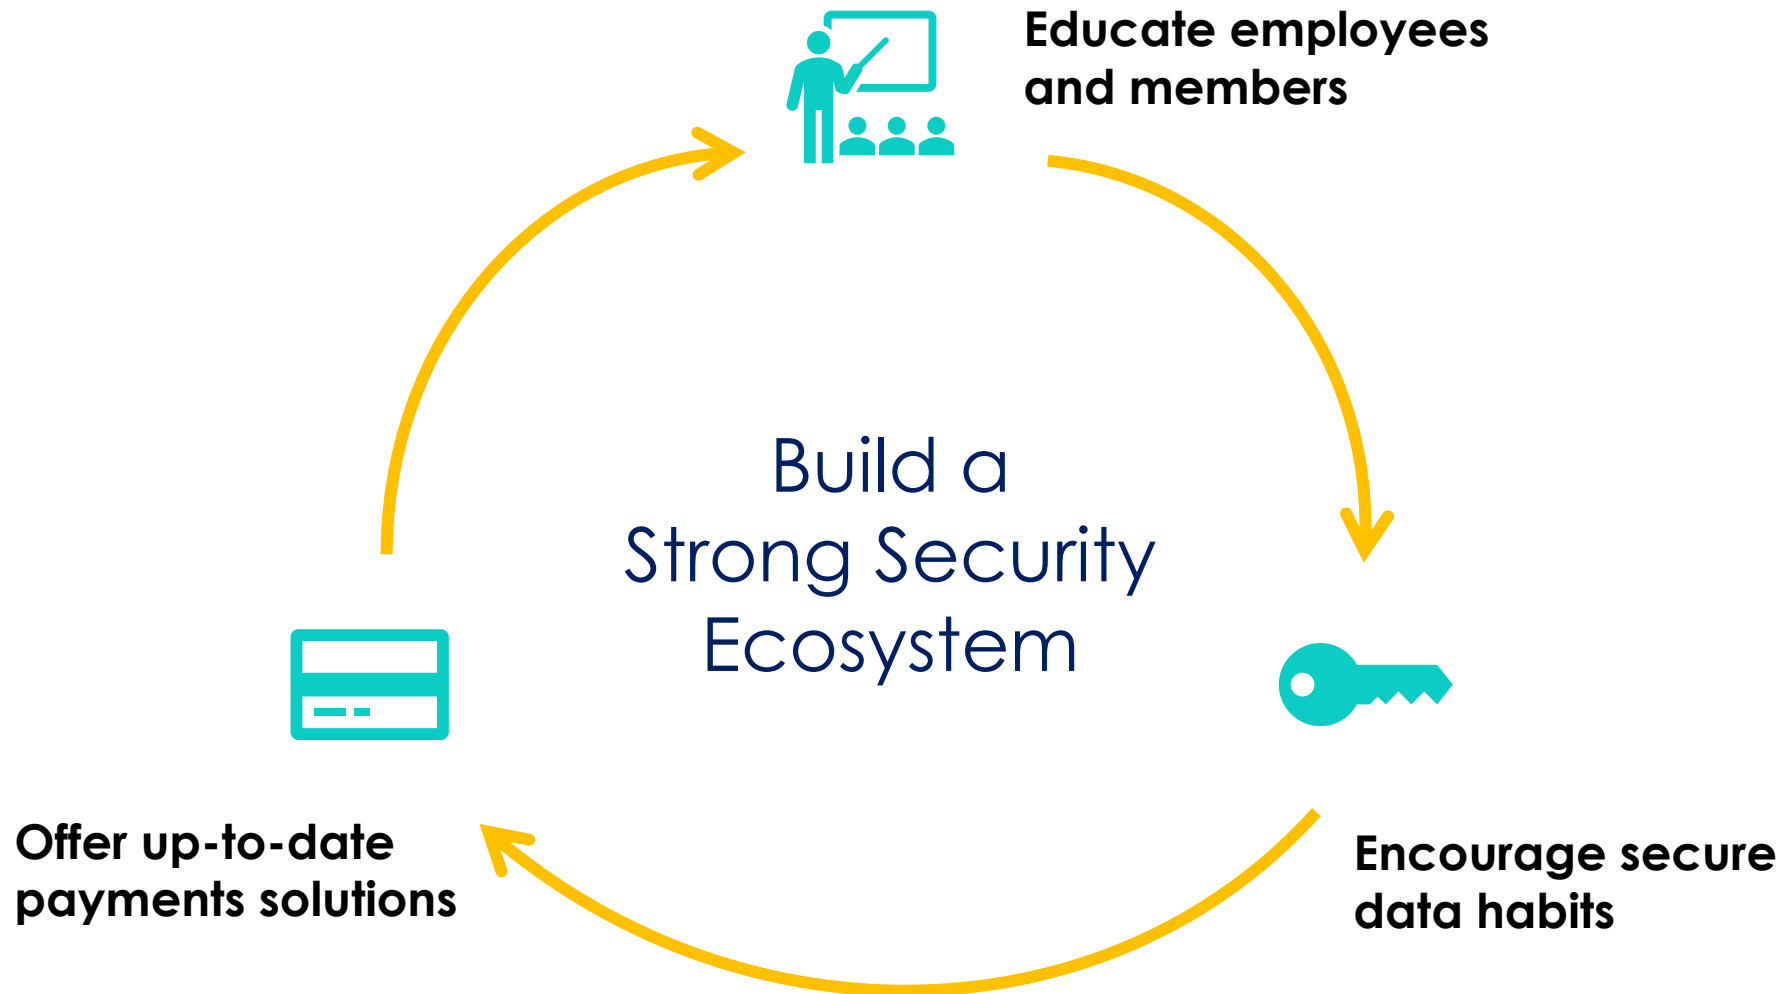 Educate employees
and members
Build a
Strong Security
Ecosystem
Offer up-to-date
payments solutions
Encourage secure
data habits